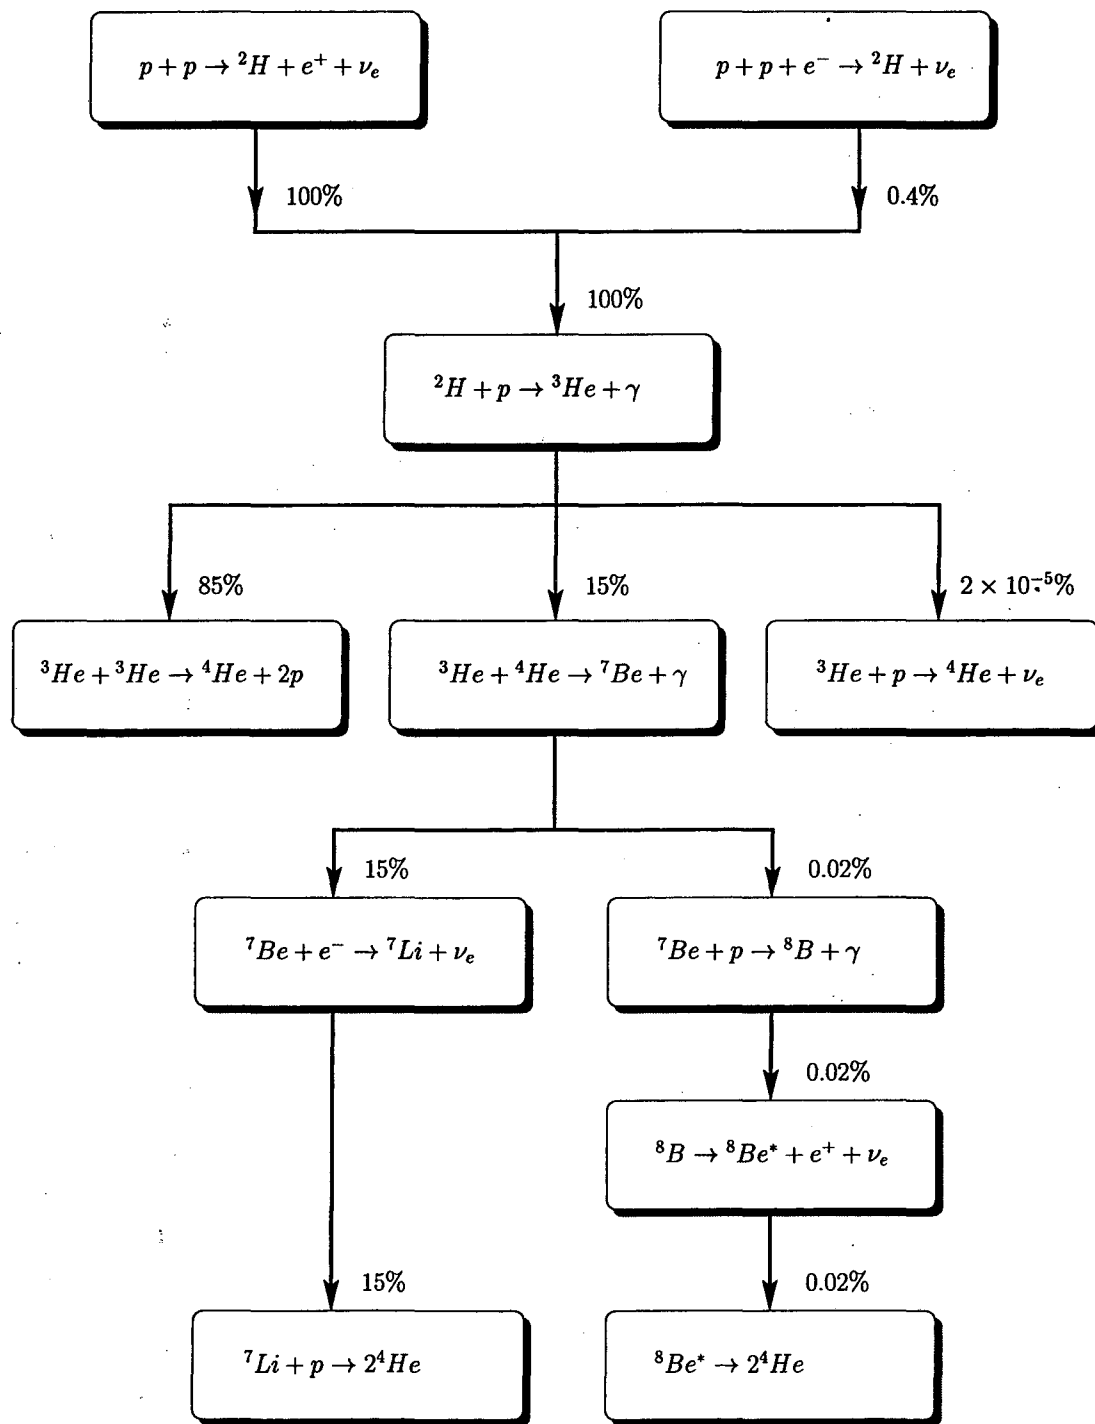 p + p → ²H + e⁺ + νₑ
p + p + e⁻ → ²H + νₑ
100%
0.4%
100%
²H + p → ³He + γ
85%
15%
2 × 10⁻⁵%
³He + ³He → ⁴He + 2p
³He + ⁴He → ⁷Be + γ
³He + p → ⁴He + νₑ
15%
0.02%
⁷Be + e⁻ → ⁷Li + νₑ
⁷Be + p → ⁸B + γ
0.02%
⁸B → ⁸Be* + e⁺ + νₑ
15%
0.02%
⁷Li + p → 2⁴He
⁸Be* → 2⁴He